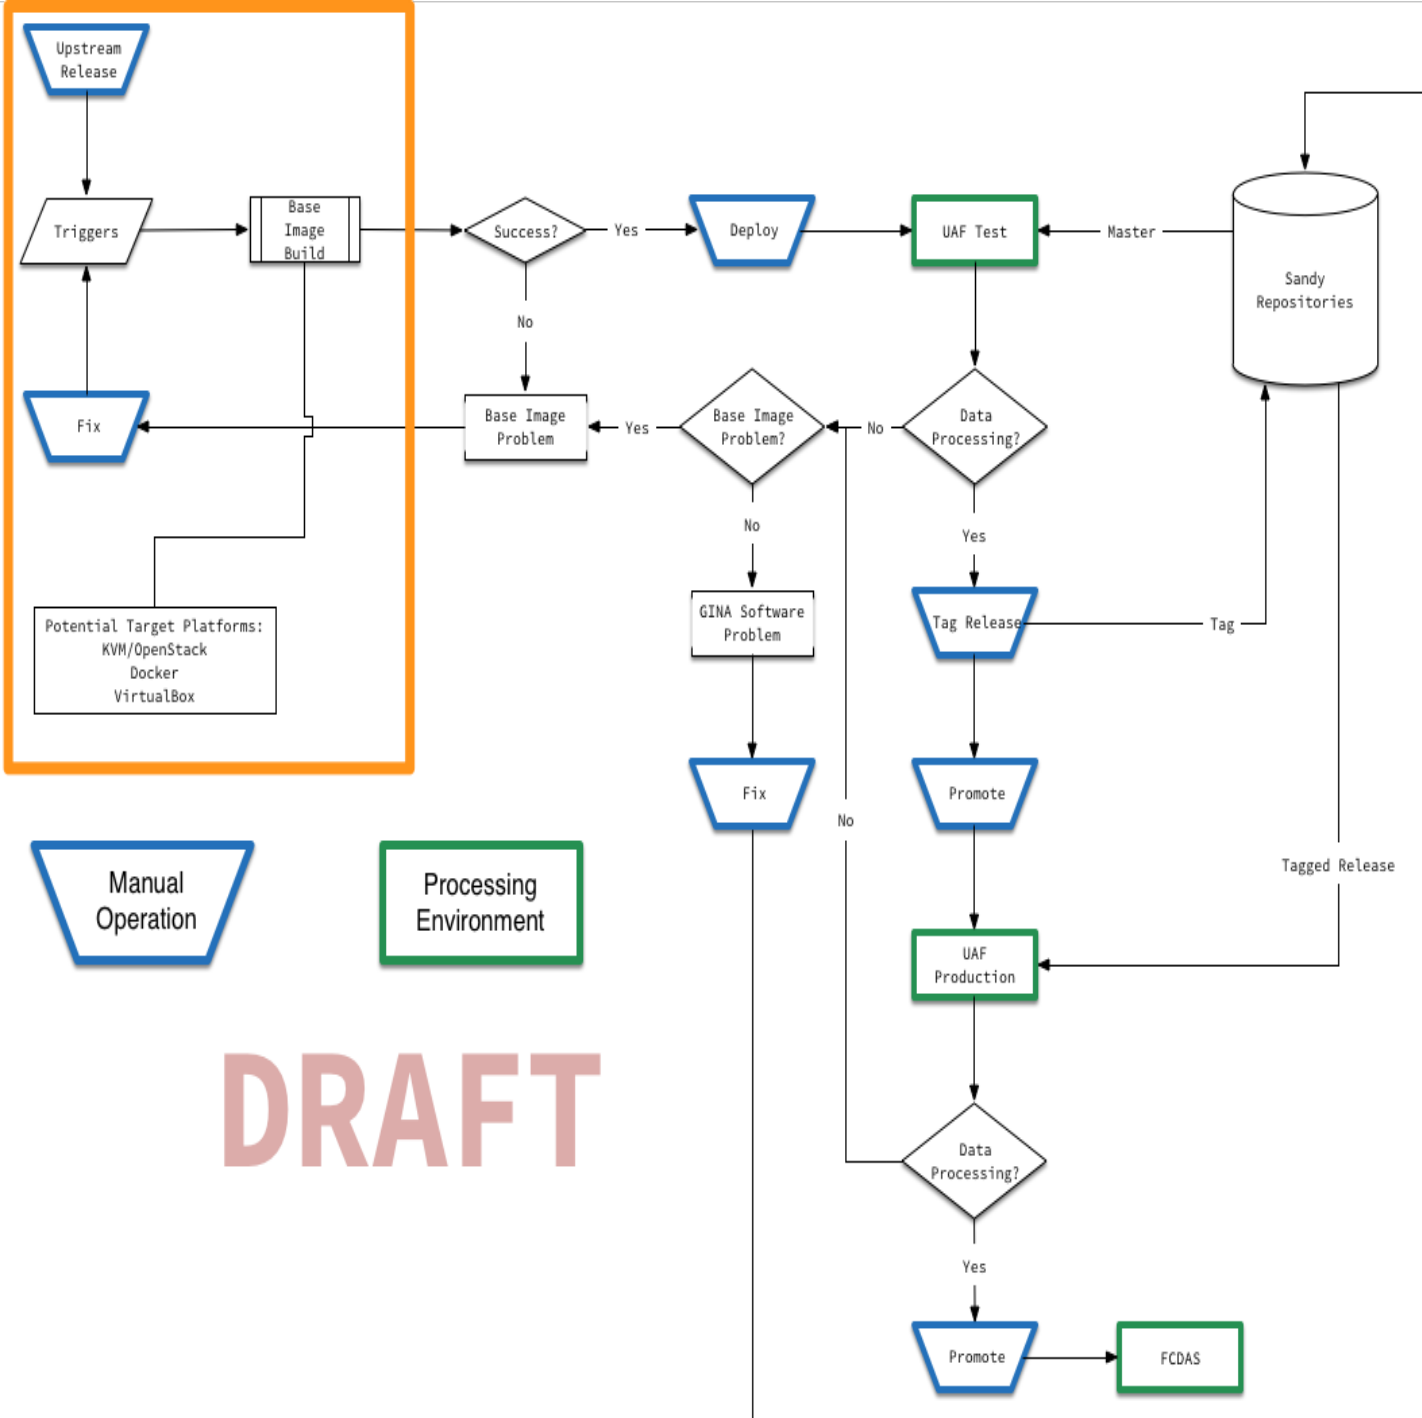 Upstream
Release
Triggers
Base
Image
Build
Success?
Yes
Deploy
UAF Test
Master
Sandy
Repositories
No
Fix
Base Image
Problem
Yes
Base Image
Problem?
No
Data
Processing?
No
Yes
Potential Target Platforms:
KVM/OpenStack
Docker
VirtualBox
GINA Software
Problem
Tag Release
Tag
Fix
Promote
No
Tagged Release
Manual
Operation
Processing
Environment
UAF
Production
DRAFT
Data
Processing?
Yes
Promote
FCDAS